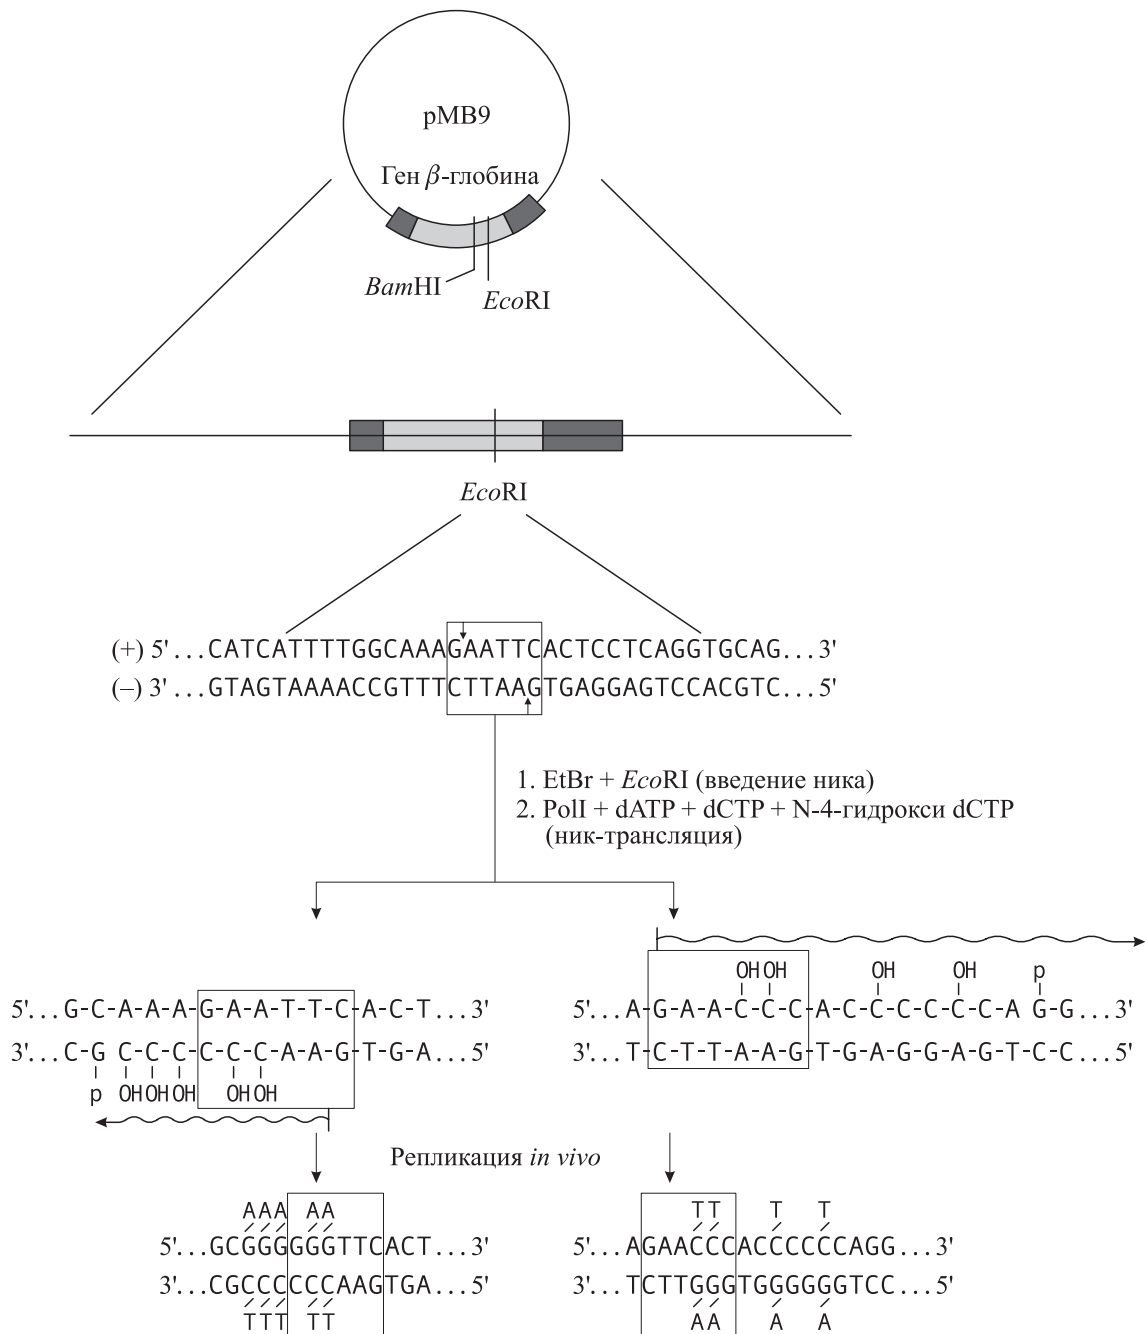 pMB9
Ген β-глобина
BamHI
EcoRI
EcoRI
(+) 5'...CATCATTTTGGCAAAGAATTCACTCCTCAGGTGCAG...3'
(–) 3'...GTAGTAAAACCGTTTCTTAAGTGAGGAGTCCACGTC...5'
1. EtBr + EcoRI (введение ника)
2. PolI + dATP + dCTP + N-4-гидрокси dCTP
(ник-трансляция)
OH OH OH OH p
5'...G-C-A-A-A-G-A-A-T-T-C-A-C-T...3'
5'...A-G-A-A-C-C-C-A-C-C-C-C-C-A G-G...3'
3'...C-G C-C-C-C-C-C-A-A-G-T-G-A...5'
3'...T-C-T-T-A-A-G-T-G-A-G-G-A-G-T-C-C...5'
p OH OH OH OH OH
Репликация in vivo
AAA AA
TT T T
5'...GCGGGGGGTTCACT...3'
5'...AGAACCCACCCCCCAGG...3'
3'...CGCCCCCCAAGTGA...5'
3'...TCTTGGGTGGGGGGTCC...5'
TTT TT
AA A A